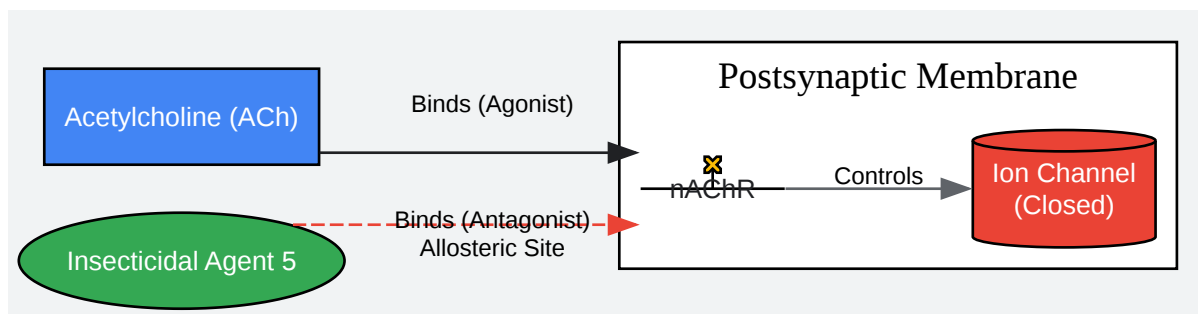 Postsynaptic Membrane
Acetylcholine (ACh)
Binds (Agonist)
nAChR
Controls
Ion Channel
(Closed)
Insecticidal Agent 5
Binds (Antagonist)
Allosteric Site